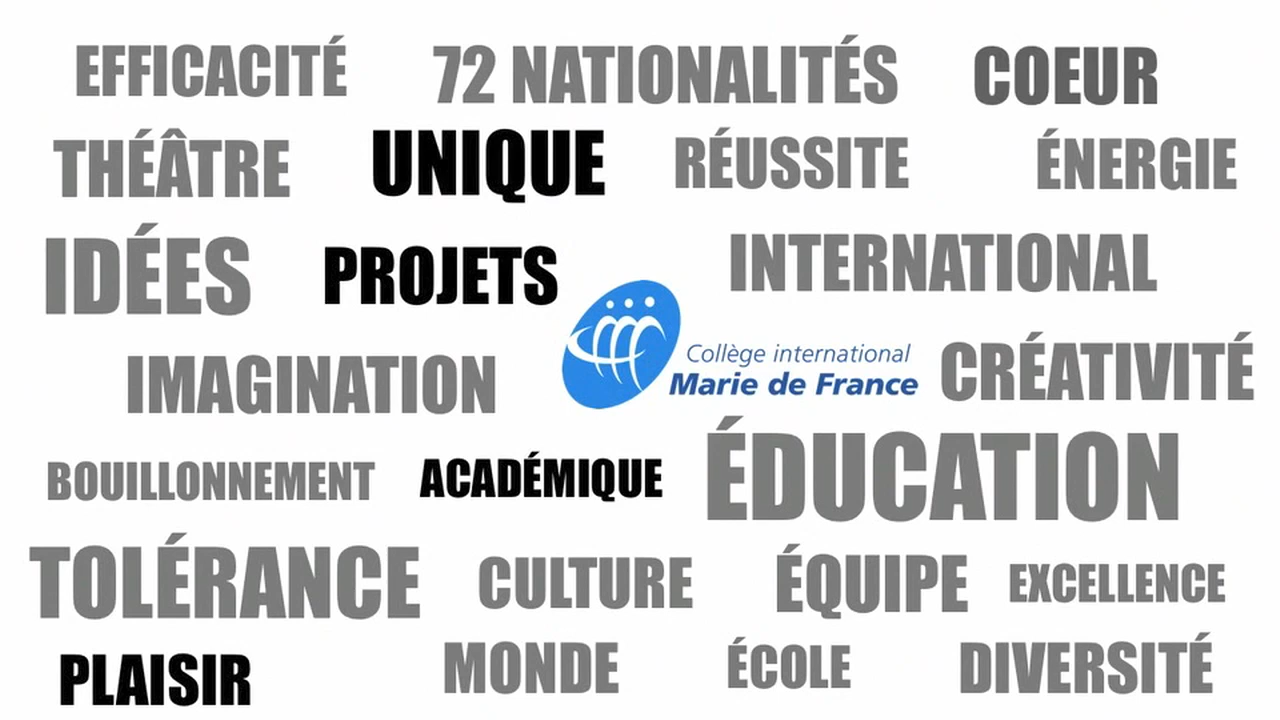 EFFICACITÉ
72 NATIONALITÉS
COEUR
THÉÂTRE
UNIQUE
RÉUSSITE
ÉNERGIE
IDÉES
PROJETS
INTERNATIONAL
IMAGINATION
Collège international
Marie de France
CRÉATIVITÉ
BOUILLONNEMENT
ACADÉMIQUE
ÉDUCATION
TOLÉRANCE
CULTURE
ÉQUIPE
EXCELLENCE
PLAISIR
MONDE
ÉCOLE
DIVERSITÉ